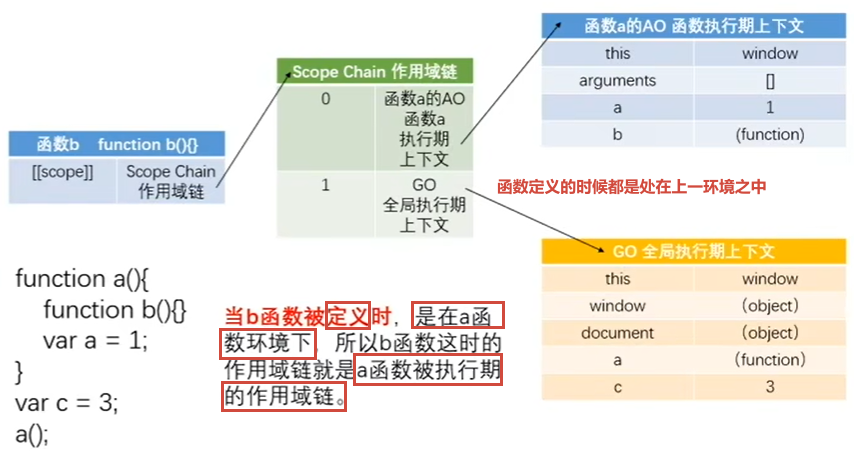 函数a的AO 函数执行期上下文
this window
arguments []
a 1
b (function)
Scope Chain 作用域链
0 函数a的AO
函数a
执行期
上下文
1 GO
全局执行期
上下文
函数b function b(){}
[[scope]] Scope Chain
作用域链
函数定义的时候都是处在上一环境之中
GO 全局执行期上下文
this window
window （object）
document （object）
a （function）
c 3
function a(){
function b(){}
var a = 1;
}
var c = 3;
a();
当b函数被定义时，是在a函
数环境下，所以b函数这时的
作用域链就是a函数被执行期
的作用域链。